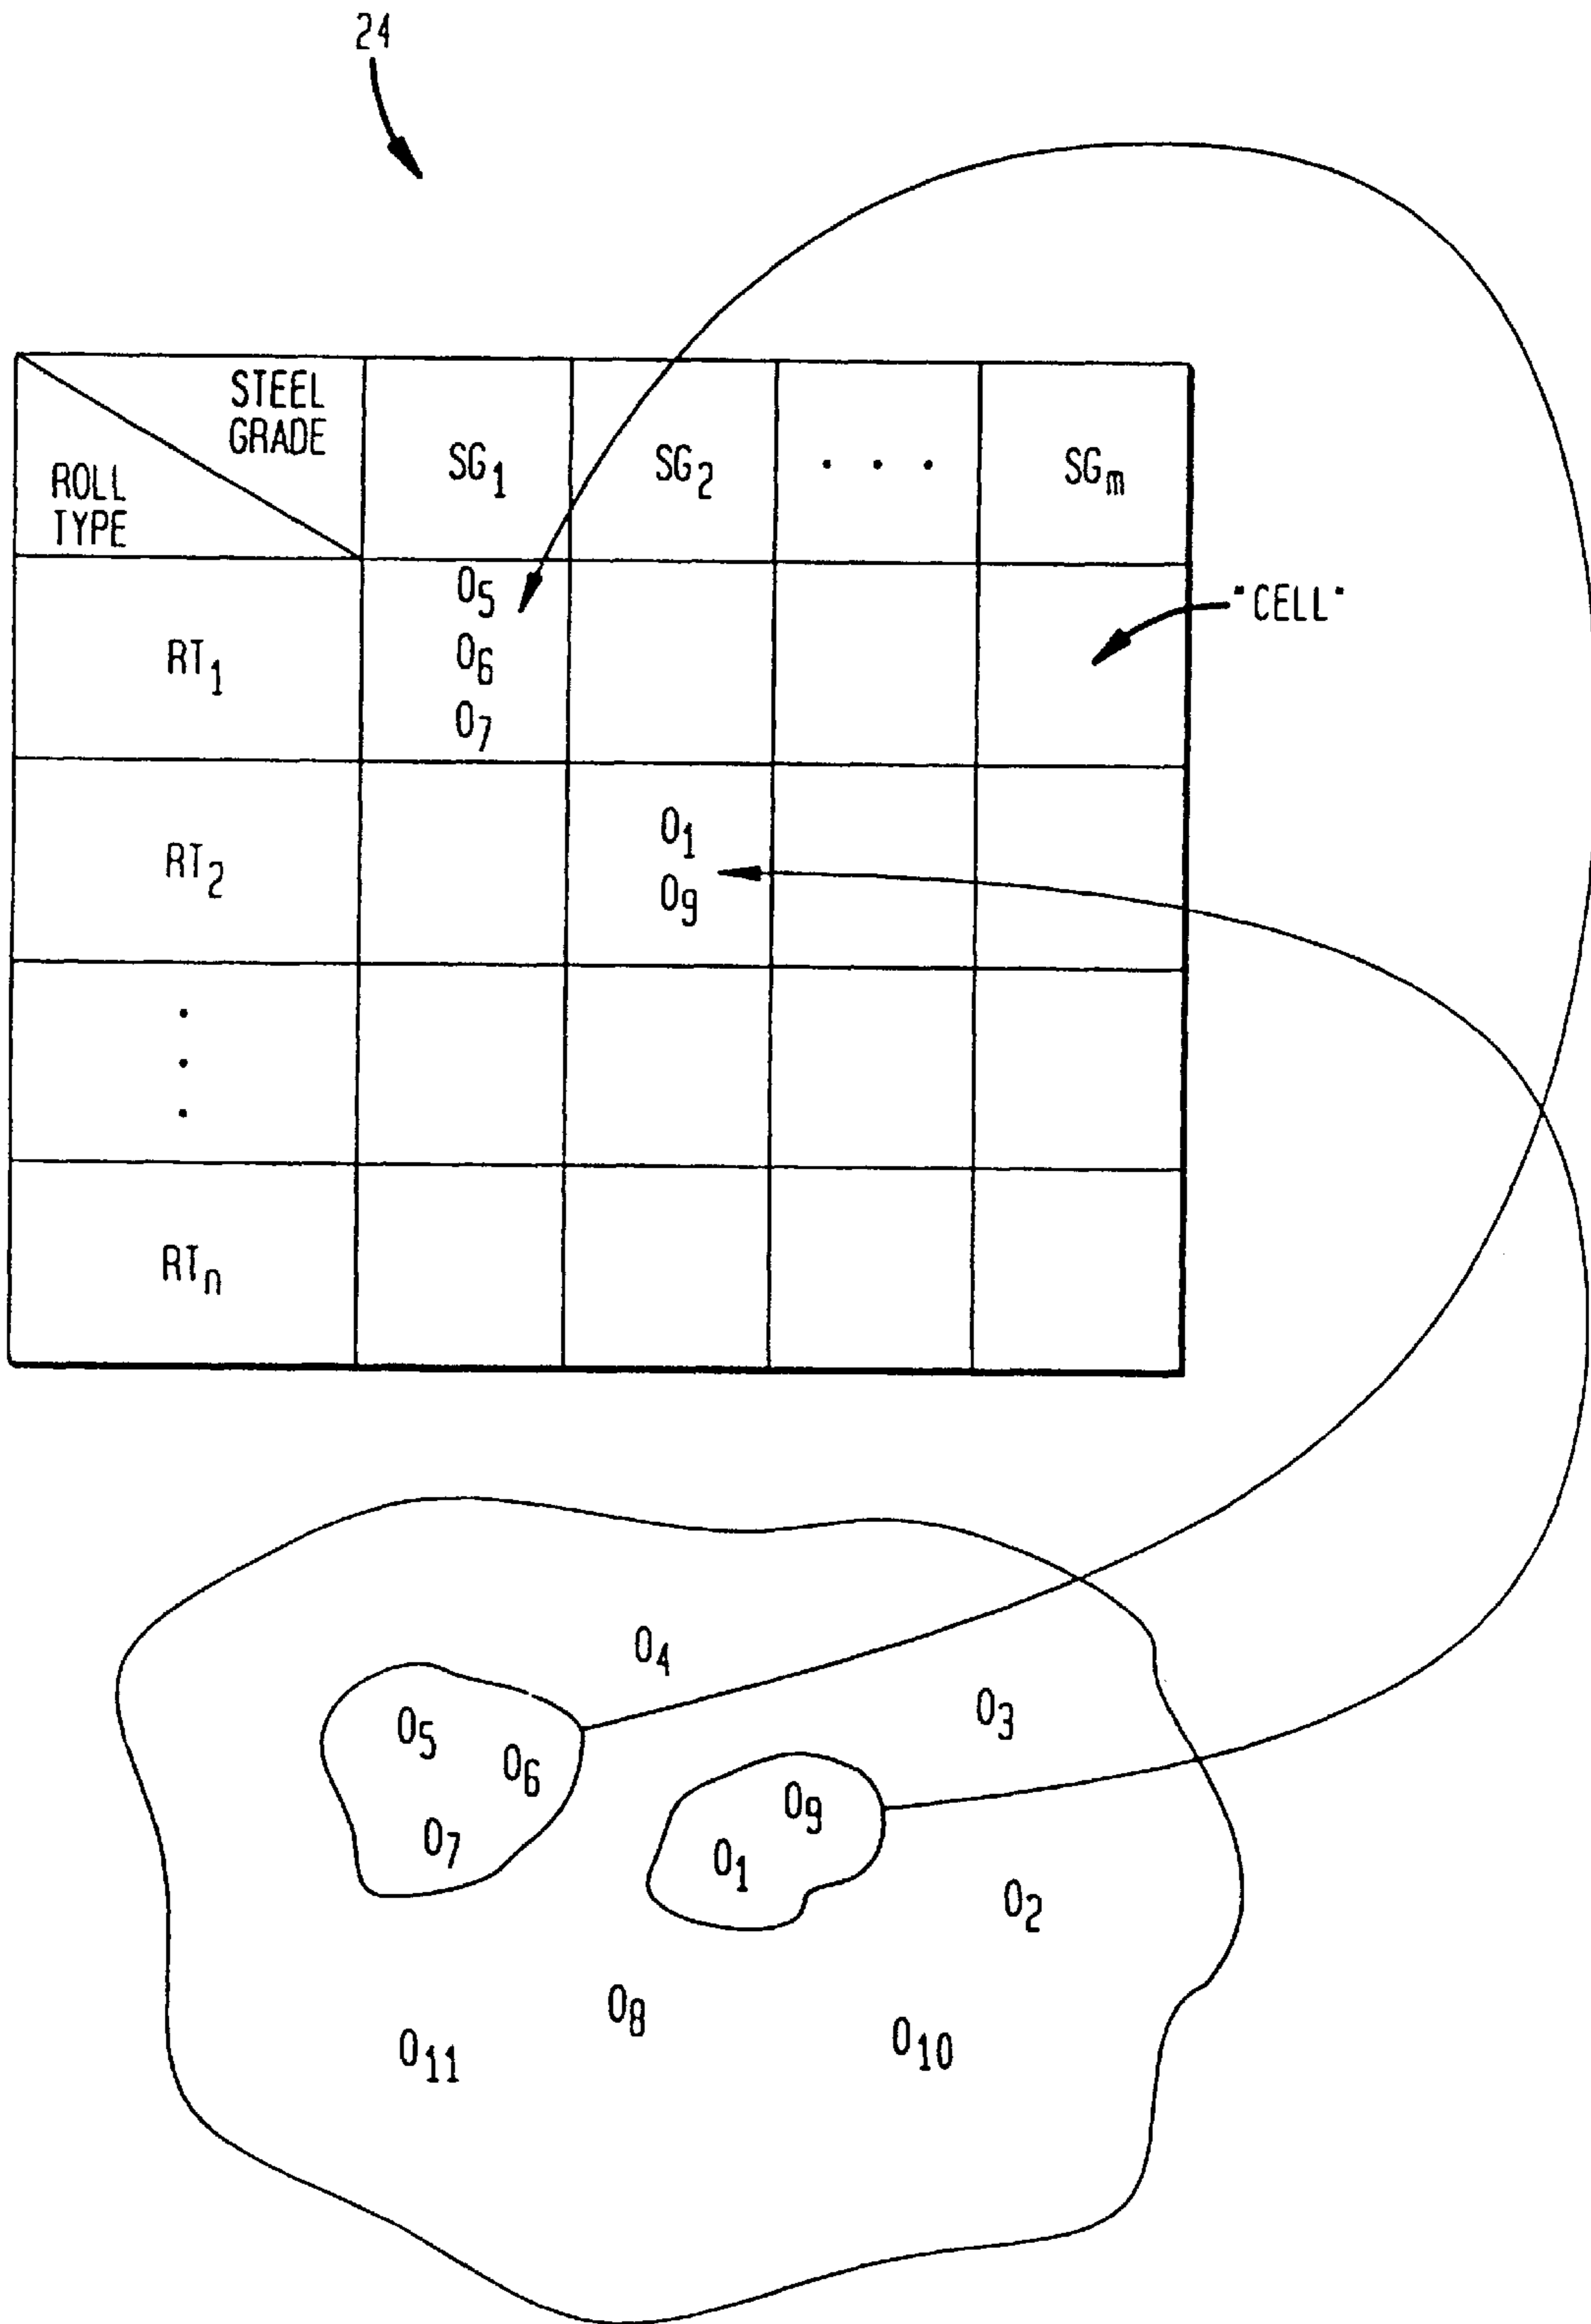 24
STEEL
GRADE
ROLL
TYPE
SG₁ SG₂ . . . SGₘ
O₅
O₆
O₇
RT₁
"CELL"
O₁
O₉
RT₂
.
.
.
RTₙ
O₄
O₅
O₆
O₃
O₇
O₉
O₁
O₂
O₈
O₁₁
O₁₀